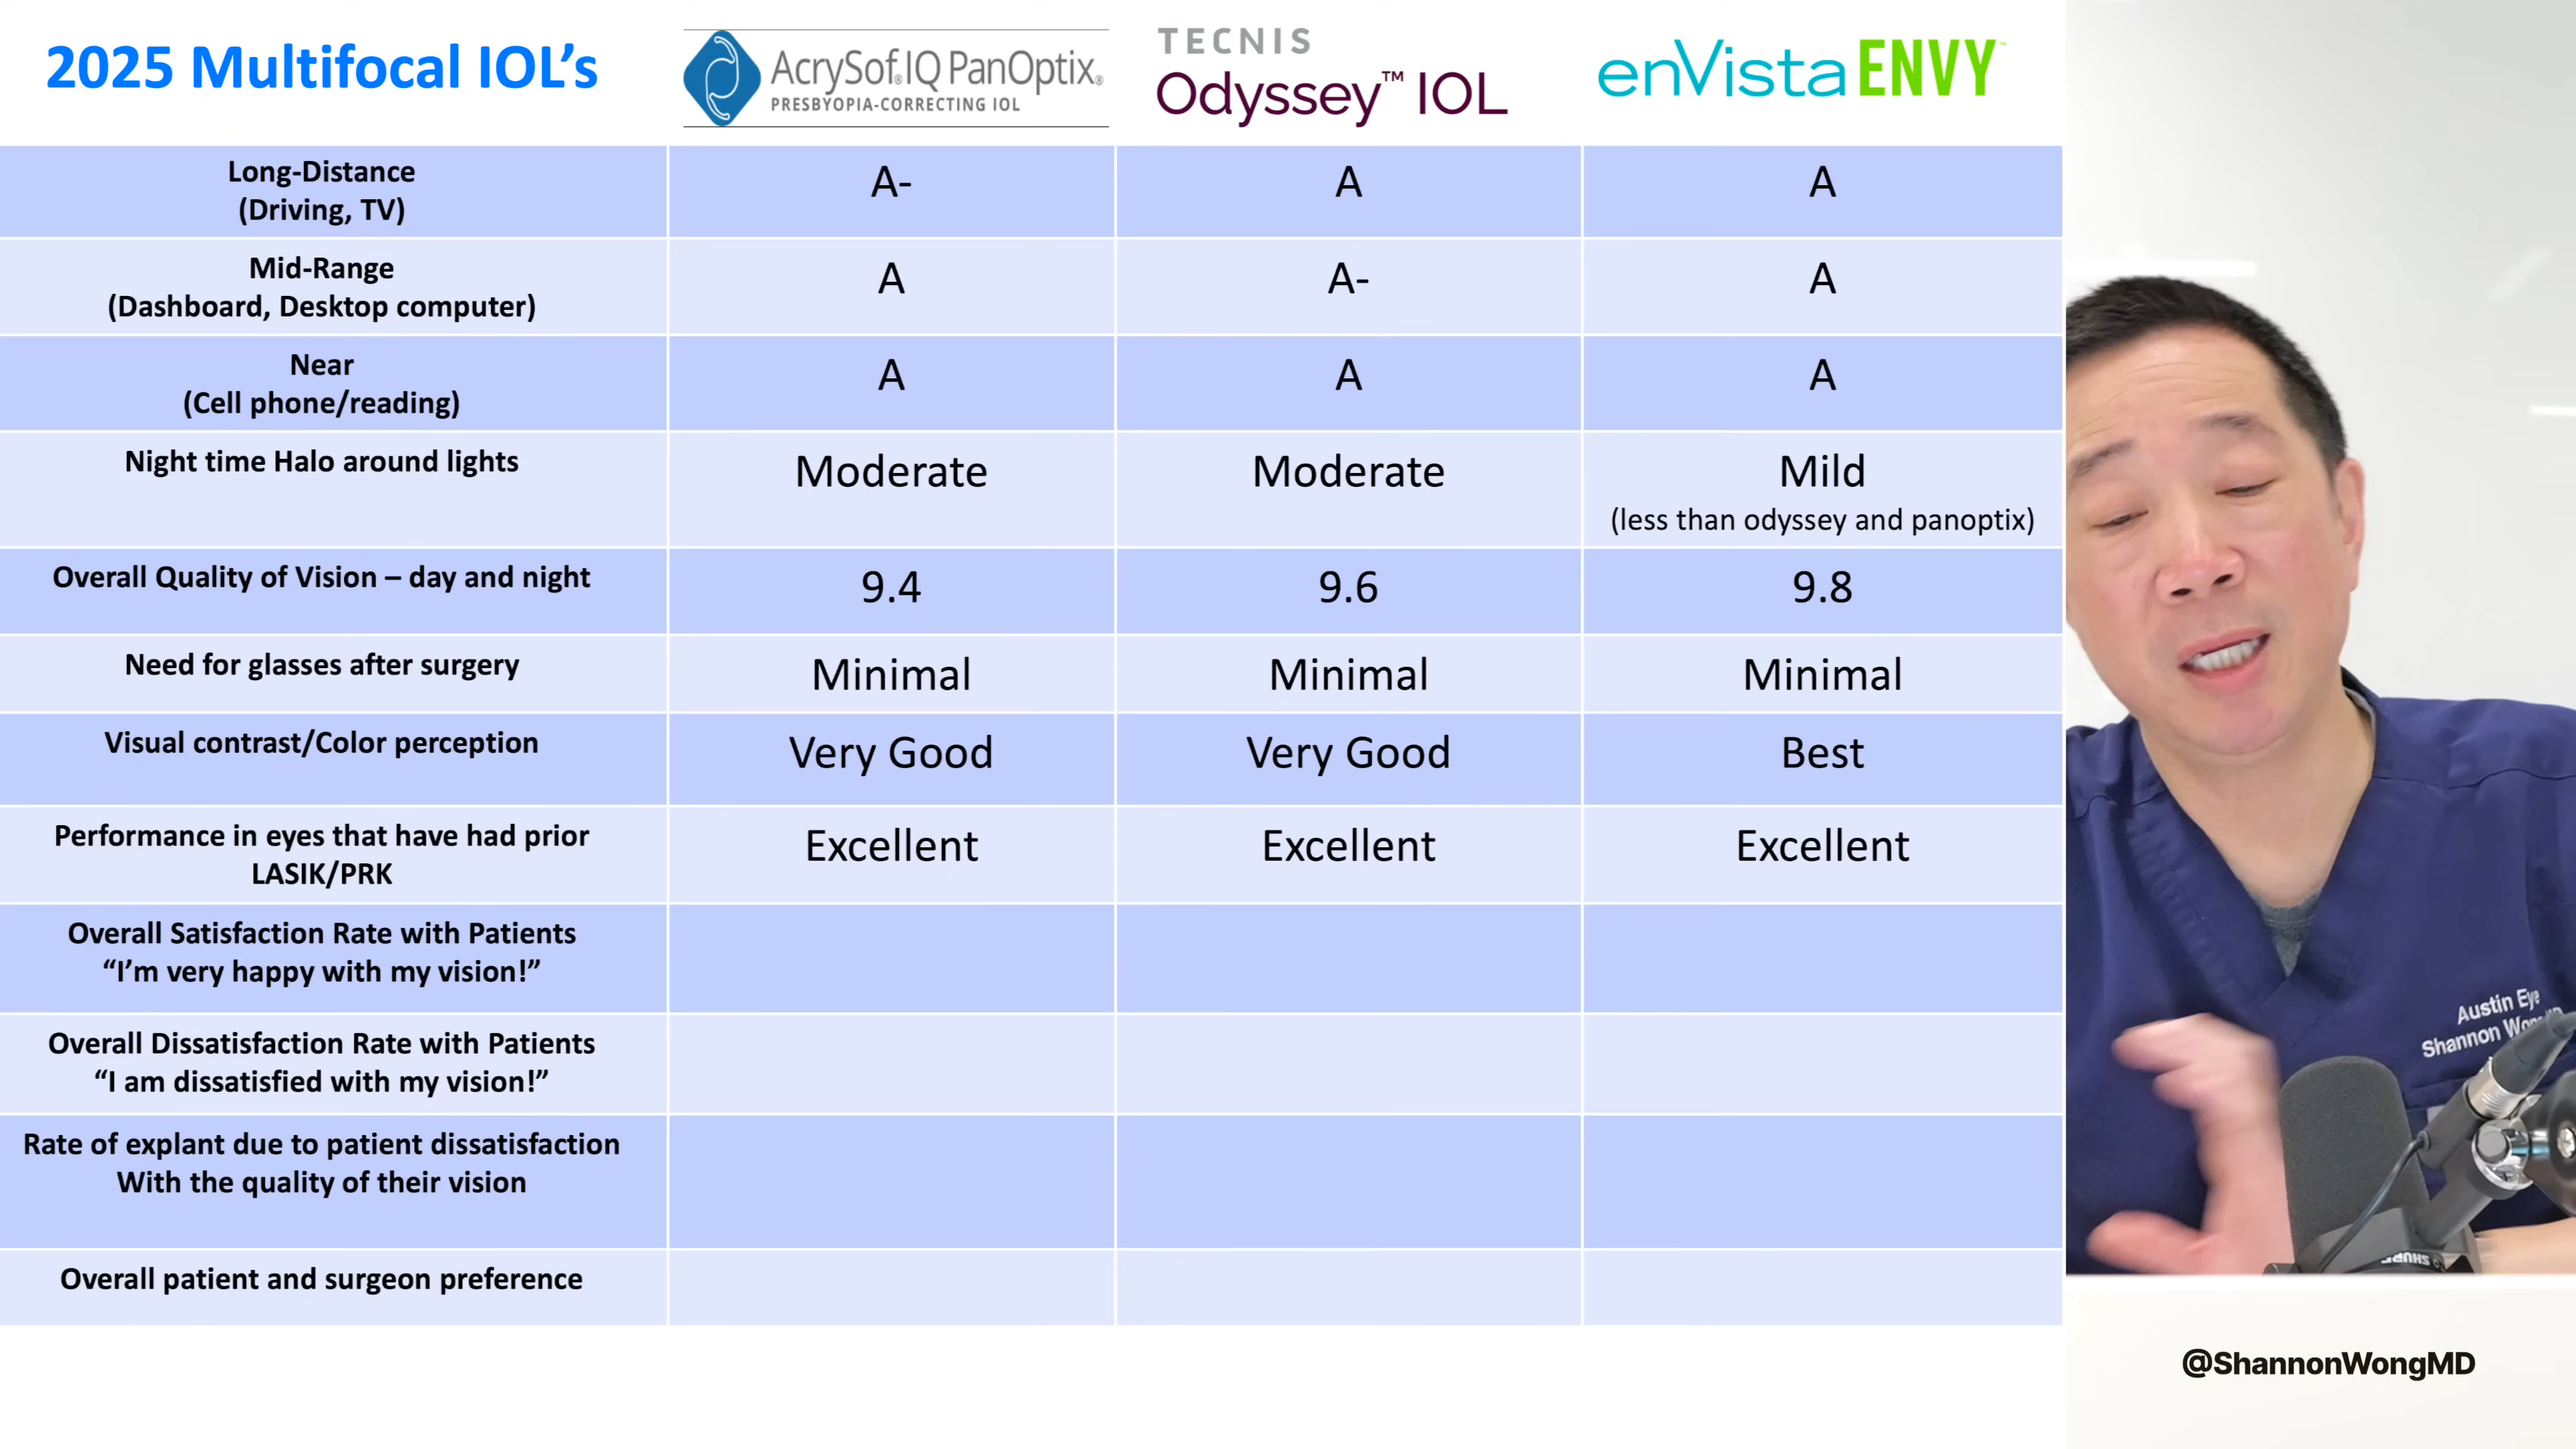 2025 Multifocal IOL's
AcrySof® IQ PanOptix®
PRESBYOPIA-CORRECTING IOL
TECNIS
Odyssey™ IOL
enVista ENVY™
Long-Distance
(Driving, TV)
A-
A
A
Mid-Range
(Dashboard, Desktop computer)
A
A-
A
Near
(Cell phone/reading)
A
A
A
Night time Halo around lights
Moderate
Moderate
Mild
(less than odyssey and panoptix)
Overall Quality of Vision – day and night
9.4
9.6
9.8
Need for glasses after surgery
Minimal
Minimal
Minimal
Visual contrast/Color perception
Very Good
Very Good
Best
Performance in eyes that have had prior
LASIK/PRK
Excellent
Excellent
Excellent
Overall Satisfaction Rate with Patients
“I’m very happy with my vision!”
Overall Dissatisfaction Rate with Patients
“I am dissatisfied with my vision!”
Rate of explant due to patient dissatisfaction
With the quality of their vision
Overall patient and surgeon preference
Austin Eye
Shannon Wong
@ShannonWongMD